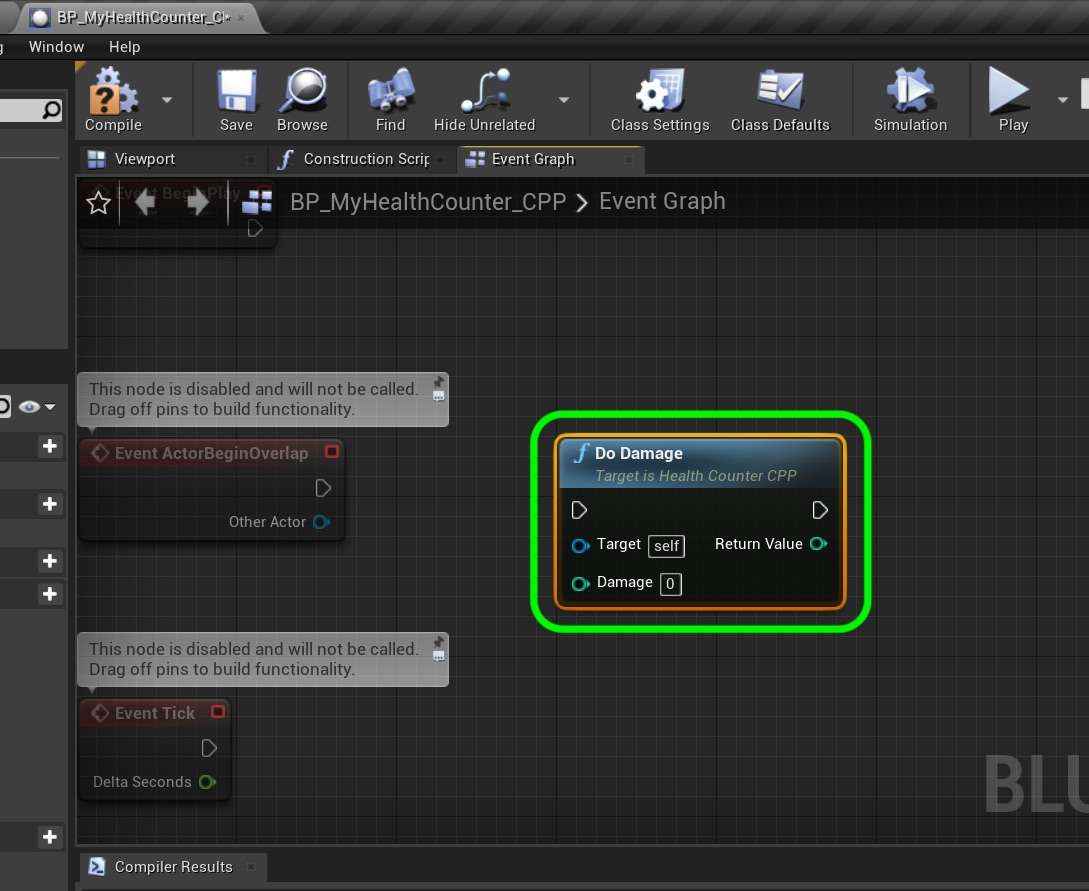 BP_MyHealthCounter_C
Window Help
Compile Save Browse Find Hide Unrelated Class Settings Class Defaults Simulation Play
Viewport Construction Scrip Event Graph
Event BeginPlay
BP_MyHealthCounter_CPP > Event Graph
This node is disabled and will not be called.
Drag off pins to build functionality.
Event ActorBeginOverlap
Other Actor
f Do Damage
Target is Health Counter CPP
Target self Return Value
Damage 0
This node is disabled and will not be called.
Drag off pins to build functionality.
Event Tick
Delta Seconds
BLU
Compiler Results